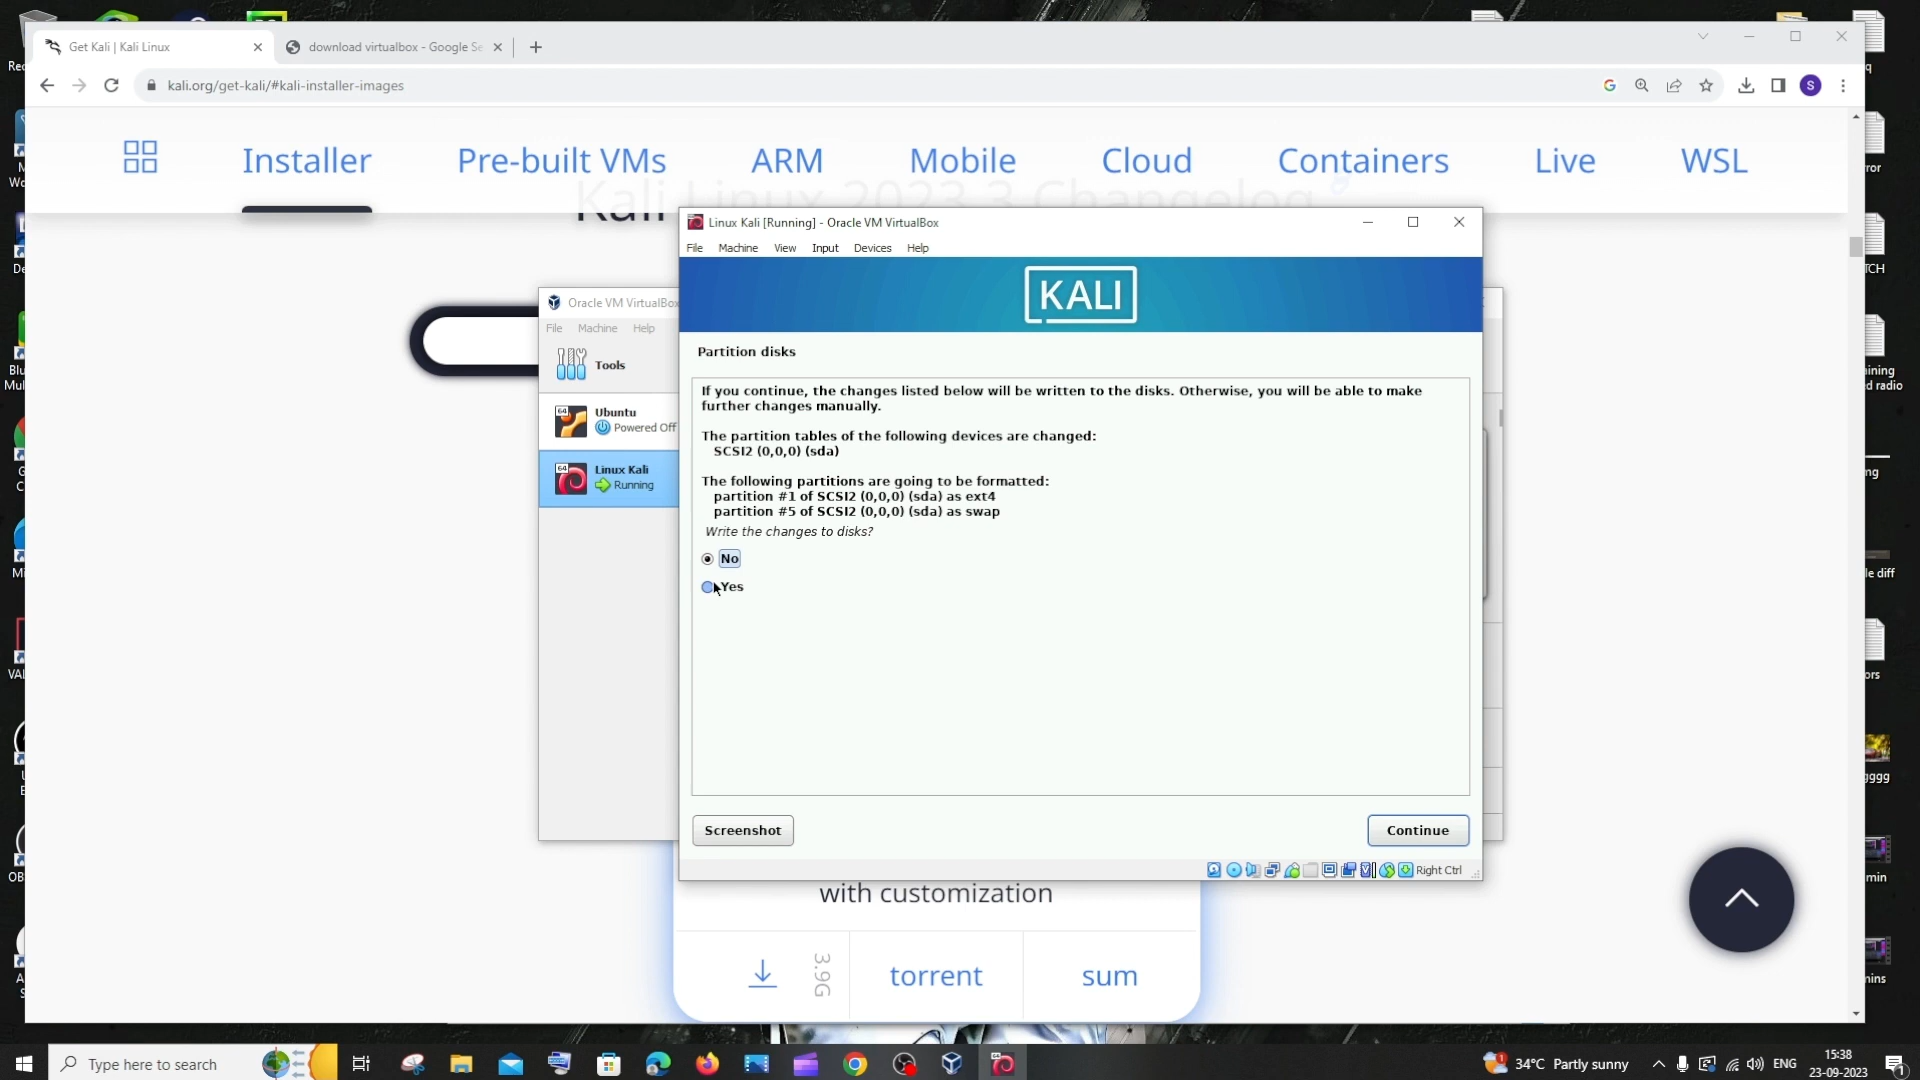 Get Kali | Kali Linux
download virtualbox - Google Se
kali.org/get-kali/#kali-installer-images
S
Installer
Pre-built VMs
ARM
Mobile
Cloud
Containers
Live
WSL
Kali Linux 2023.3 Changelog
Linux Kali [Running] - Oracle VM VirtualBox
File Machine View Input Devices Help
KALI
Oracle VM VirtualBox
File Machine Help
Tools
64
Ubuntu
Powered Off
64
Linux Kali
Running
Partition disks
If you continue, the changes listed below will be written to the disks. Otherwise, you will be able to make
further changes manually.
The partition tables of the following devices are changed:
SCSI2 (0,0,0) (sda)
The following partitions are going to be formatted:
partition #1 of SCSI2 (0,0,0) (sda) as ext4
partition #5 of SCSI2 (0,0,0) (sda) as swap
Write the changes to disks?
No
Yes
Screenshot
Continue
Right Ctrl
with customization
3.9G
torrent
sum
Type here to search
34°C Partly sunny
ENG
15:38
23-09-2023